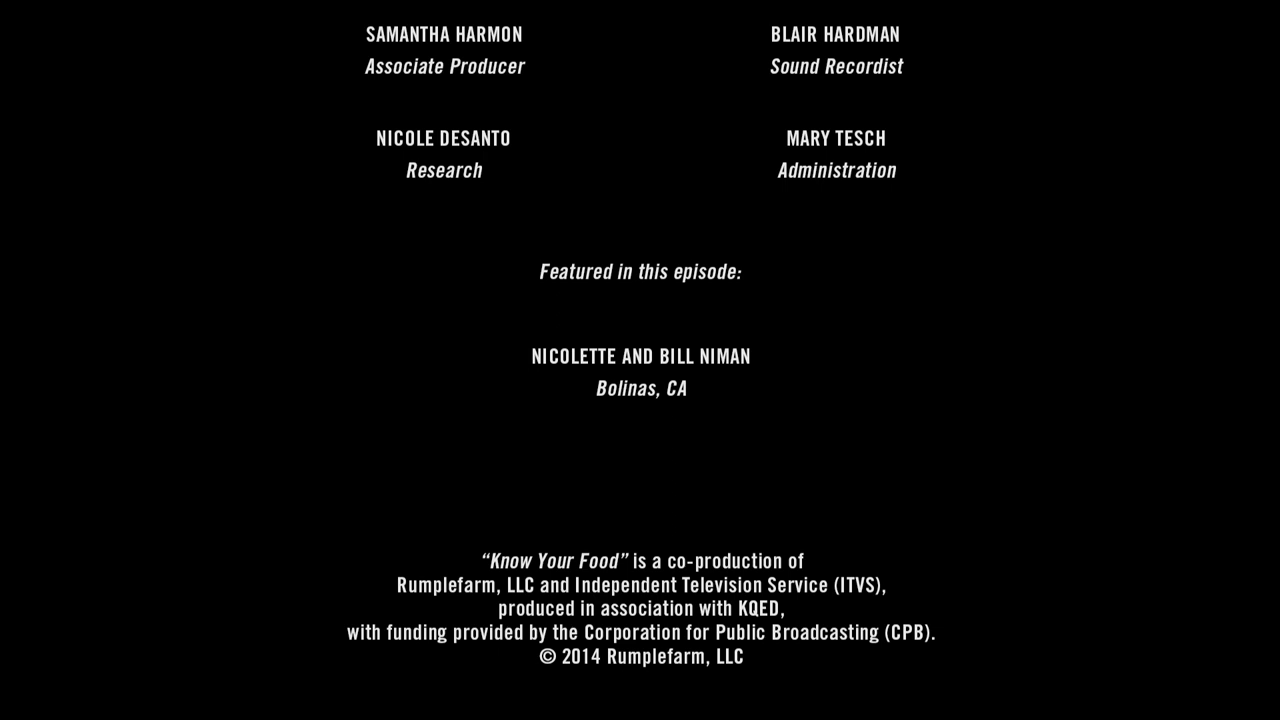 SAMANTHA HARMON
Associate Producer
BLAIR HARDMAN
Sound Recordist
NICOLE DESANTO
Research
MARY TESCH
Administration
Featured in this episode:
NICOLETTE AND BILL NIMAN
Bolinas, CA
“Know Your Food” is a co-production of
Rumplefarm, LLC and Independent Television Service (ITVS),
produced in association with KQED,
with funding provided by the Corporation for Public Broadcasting (CPB).
© 2014 Rumplefarm, LLC